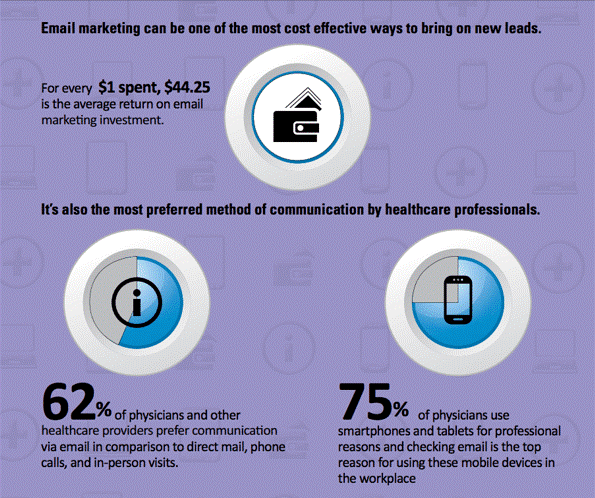 Email marketing can be one of the most cost effective ways to bring on new leads.
For every $1 spent, $44.25
is the average return on email
marketing investment.
It's also the most preferred method of communication by healthcare professionals.
62% of physicians and other
healthcare providers prefer communication
via email in comparison to direct mail, phone
calls, and in-person visits.
75% of physicians use
smartphones and tablets for professional
reasons and checking email is the top
reason for using these mobile devices in
the workplace